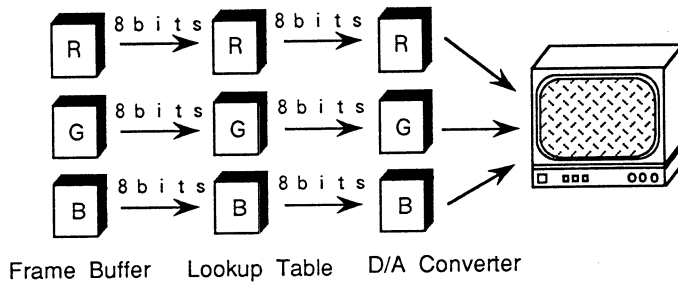 8 bits 8 bits
R R R
8 bits 8 bits
G G G
8 bits 8 bits
B B B
Frame Buffer Lookup Table D/A Converter